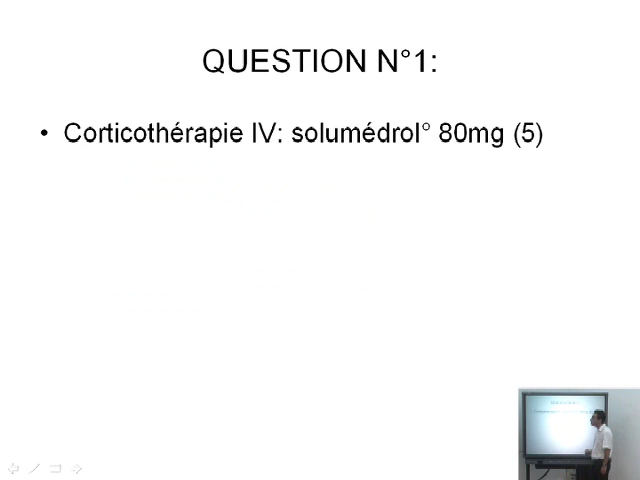 QUESTION N°1:
• Corticothérapie IV: solumédrol° 80mg (5)